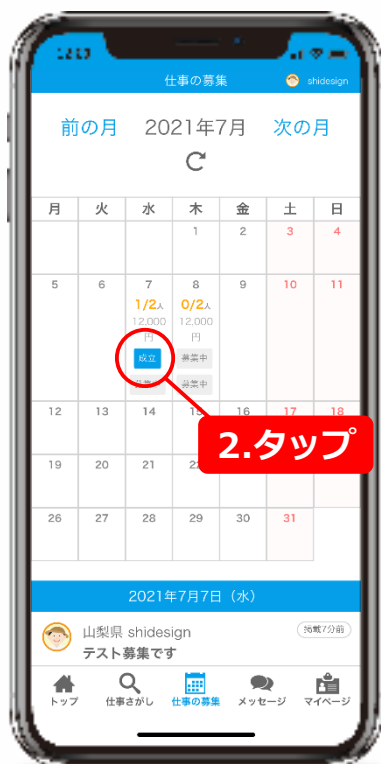 仕事の募集 shidesign
前の月 2021年7月 次の月
月 火 水 木 金 土 日
1 2 3 4
5 6 7 8 9 10 11
1/2人 0/2人
12,000 12,000
円 円
成立 募集中
募集中 募集中
12 13 14 15 16 17 18
2.タップ
19 20 21
26 27 28 29 30 31
2021年7月7日（水）
山梨県 shidesign 掲載7分前
テスト募集です
トップ 仕事さがし 仕事の募集 メッセージ マイページ